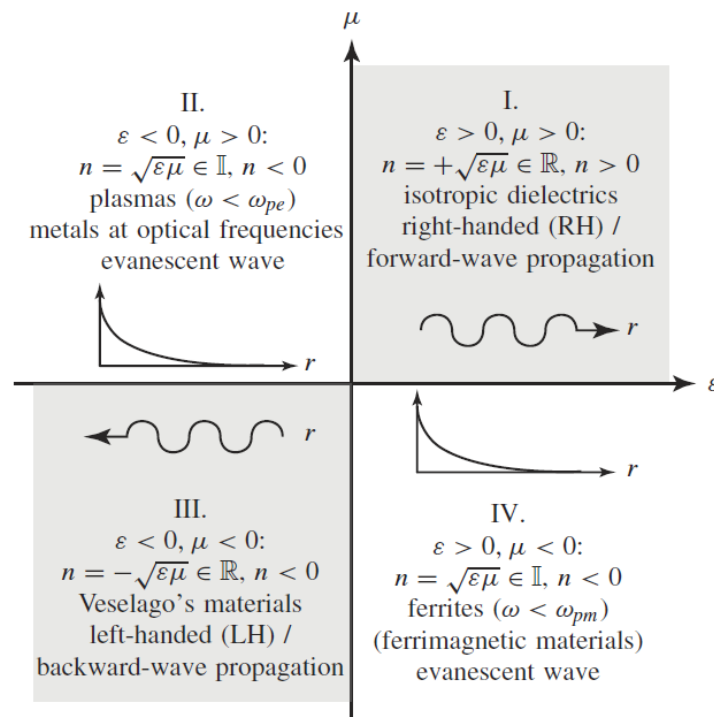 μ
II.
ε < 0, μ > 0:
n = √εμ ∈ 𝕀, n < 0
plasmas (ω < ωpe)
metals at optical frequencies
evanescent wave
r
I.
ε > 0, μ > 0:
n = +√εμ ∈ ℝ, n > 0
isotropic dielectrics
right-handed (RH) /
forward-wave propagation
r
ε
r
III.
ε < 0, μ < 0:
n = −√εμ ∈ ℝ, n < 0
Veselago's materials
left-handed (LH) /
backward-wave propagation
r
IV.
ε > 0, μ < 0:
n = √εμ ∈ 𝕀, n < 0
ferrites (ω < ωpm)
(ferrimagnetic materials)
evanescent wave